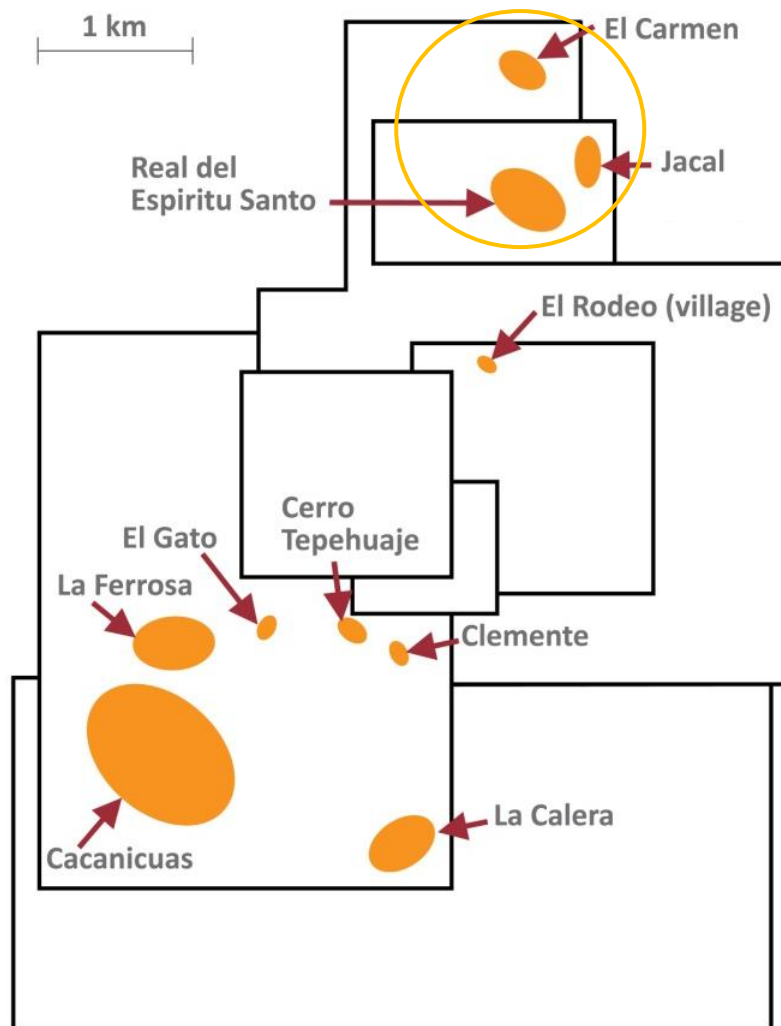 1 km
El Carmen
Real del
Espiritu Santo
Jacal
El Rodeo (village)
Cerro
Tepehuaje
El Gato
La Ferrosa
Clemente
La Calera
Cacanicuas